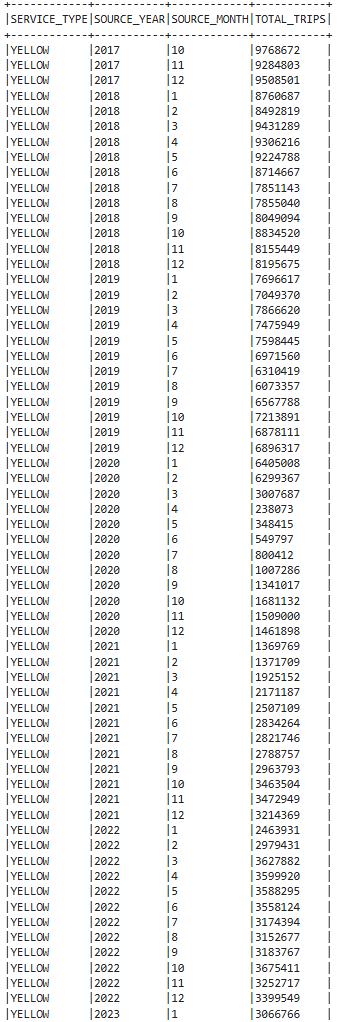 +------------+-----------+------------+-----------+
|SERVICE_TYPE|SOURCE_YEAR|SOURCE_MONTH|TOTAL_TRIPS|
+------------+-----------+------------+-----------+
|YELLOW |2017 |10 |9768672 |
|YELLOW |2017 |11 |9284803 |
|YELLOW |2017 |12 |9508501 |
|YELLOW |2018 |1 |8760687 |
|YELLOW |2018 |2 |8492819 |
|YELLOW |2018 |3 |9431289 |
|YELLOW |2018 |4 |9306216 |
|YELLOW |2018 |5 |9224788 |
|YELLOW |2018 |6 |8714667 |
|YELLOW |2018 |7 |7851143 |
|YELLOW |2018 |8 |7855040 |
|YELLOW |2018 |9 |8049094 |
|YELLOW |2018 |10 |8834520 |
|YELLOW |2018 |11 |8155449 |
|YELLOW |2018 |12 |8195675 |
|YELLOW |2019 |1 |7696617 |
|YELLOW |2019 |2 |7049370 |
|YELLOW |2019 |3 |7866620 |
|YELLOW |2019 |4 |7475949 |
|YELLOW |2019 |5 |7598445 |
|YELLOW |2019 |6 |6971560 |
|YELLOW |2019 |7 |6310419 |
|YELLOW |2019 |8 |6073357 |
|YELLOW |2019 |9 |6567788 |
|YELLOW |2019 |10 |7213891 |
|YELLOW |2019 |11 |6878111 |
|YELLOW |2019 |12 |6896317 |
|YELLOW |2020 |1 |6405008 |
|YELLOW |2020 |2 |6299367 |
|YELLOW |2020 |3 |3007687 |
|YELLOW |2020 |4 |238073 |
|YELLOW |2020 |5 |348415 |
|YELLOW |2020 |6 |549797 |
|YELLOW |2020 |7 |800412 |
|YELLOW |2020 |8 |1007286 |
|YELLOW |2020 |9 |1341017 |
|YELLOW |2020 |10 |1681132 |
|YELLOW |2020 |11 |1509000 |
|YELLOW |2020 |12 |1461898 |
|YELLOW |2021 |1 |1369769 |
|YELLOW |2021 |2 |1371709 |
|YELLOW |2021 |3 |1925152 |
|YELLOW |2021 |4 |2171187 |
|YELLOW |2021 |5 |2507109 |
|YELLOW |2021 |6 |2834264 |
|YELLOW |2021 |7 |2821746 |
|YELLOW |2021 |8 |2788757 |
|YELLOW |2021 |9 |2963793 |
|YELLOW |2021 |10 |3463504 |
|YELLOW |2021 |11 |3472949 |
|YELLOW |2021 |12 |3214369 |
|YELLOW |2022 |1 |2463931 |
|YELLOW |2022 |2 |2979431 |
|YELLOW |2022 |3 |3627882 |
|YELLOW |2022 |4 |3599920 |
|YELLOW |2022 |5 |3588295 |
|YELLOW |2022 |6 |3558124 |
|YELLOW |2022 |7 |3174394 |
|YELLOW |2022 |8 |3152677 |
|YELLOW |2022 |9 |3183767 |
|YELLOW |2022 |10 |3675411 |
|YELLOW |2022 |11 |3252717 |
|YELLOW |2022 |12 |3399549 |
|YELLOW |2023 |1 |3066766 |